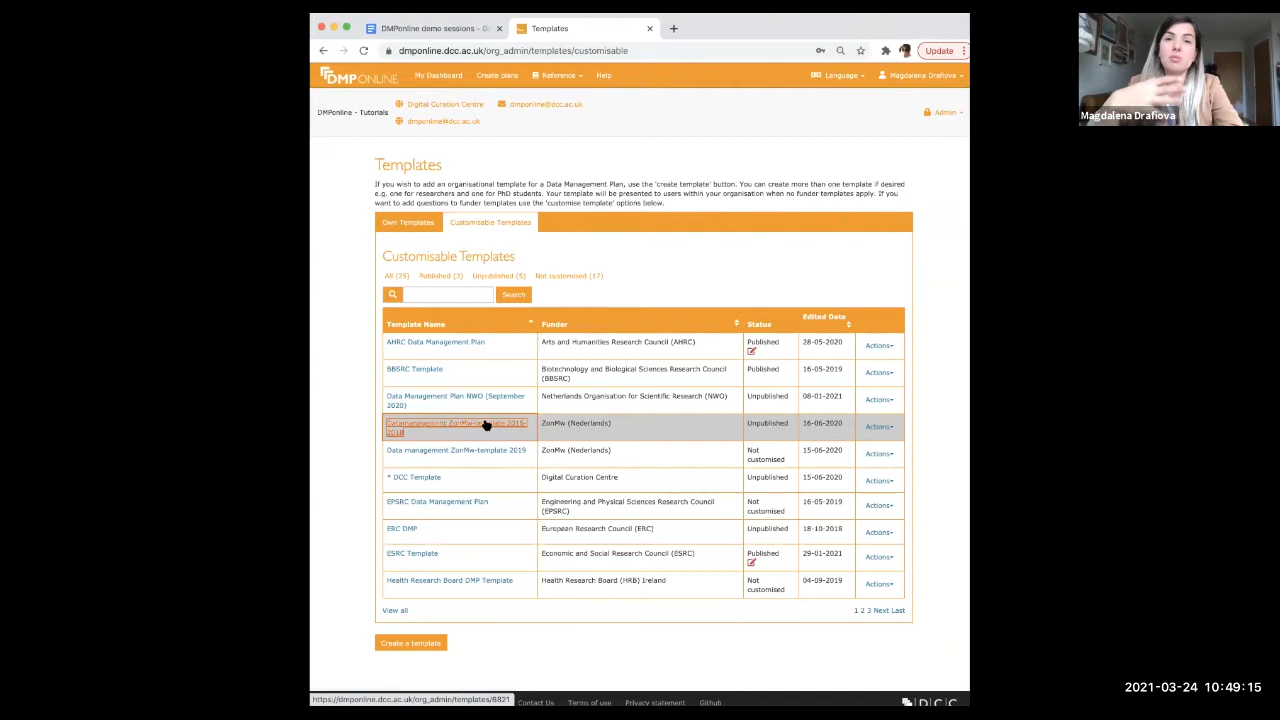 DMPonline demo sessions - G
Templates
dmponline.dcc.ac.uk/org_admin/templates/customisable
Update
DMPONLINE
My Dashboard
Create plans
Reference
Help
Language
Magdalena Drafiova
DMPonline - Tutorials
Digital Curation Centre
dmponline@dcc.ac.uk
dmponline@dcc.ac.uk
Admin
Magdalena Drafiova
Templates
If you wish to add an organisational template for a Data Management Plan, use the 'create template' button. You can create more than one template if desired
e.g. one for researchers and one for PhD students. Your template will be presented to users within your organisation when no funder templates apply. If you
want to add questions to funder templates use the 'customise template' options below.
Own Templates
Customisable Templates
Customisable Templates
All (25)
Published (3)
Unpublished (5)
Not customised (17)
Search
Template Name
Funder
Status
Edited Date
AHRC Data Management Plan
Arts and Humanities Research Council (AHRC)
Published
28-05-2020
Actions
BBSRC Template
Biotechnology and Biological Sciences Research Council
(BBSRC)
Published
16-05-2019
Actions
Data Management Plan NWO (September
2020)
Netherlands Organisation for Scientific Research (NWO)
Unpublished
08-01-2021
Actions
Datamanagement ZonMw-template 2016-
2018
ZonMw (Nederlands)
Unpublished
16-06-2020
Actions
Data management ZonMw-template 2019
ZonMw (Nederlands)
Not
customised
15-06-2020
Actions
* DCC Template
Digital Curation Centre
Unpublished
15-06-2020
Actions
EPSRC Data Management Plan
Engineering and Physical Sciences Research Council
(EPSRC)
Not
customised
16-05-2019
Actions
ERC DMP
European Research Council (ERC)
Unpublished
18-10-2018
Actions
ESRC Template
Economic and Social Research Council (ESRC)
Published
29-01-2021
Actions
Health Research Board DMP Template
Health Research Board (HRB) Ireland
Not
customised
04-09-2019
Actions
View all
1 2 3 Next Last
Create a template
https://dmponline.dcc.ac.uk/org_admin/templates/6821
Contact Us
Terms of use
Privacy statement
Github
DCC
2021-03-24 10:49:15